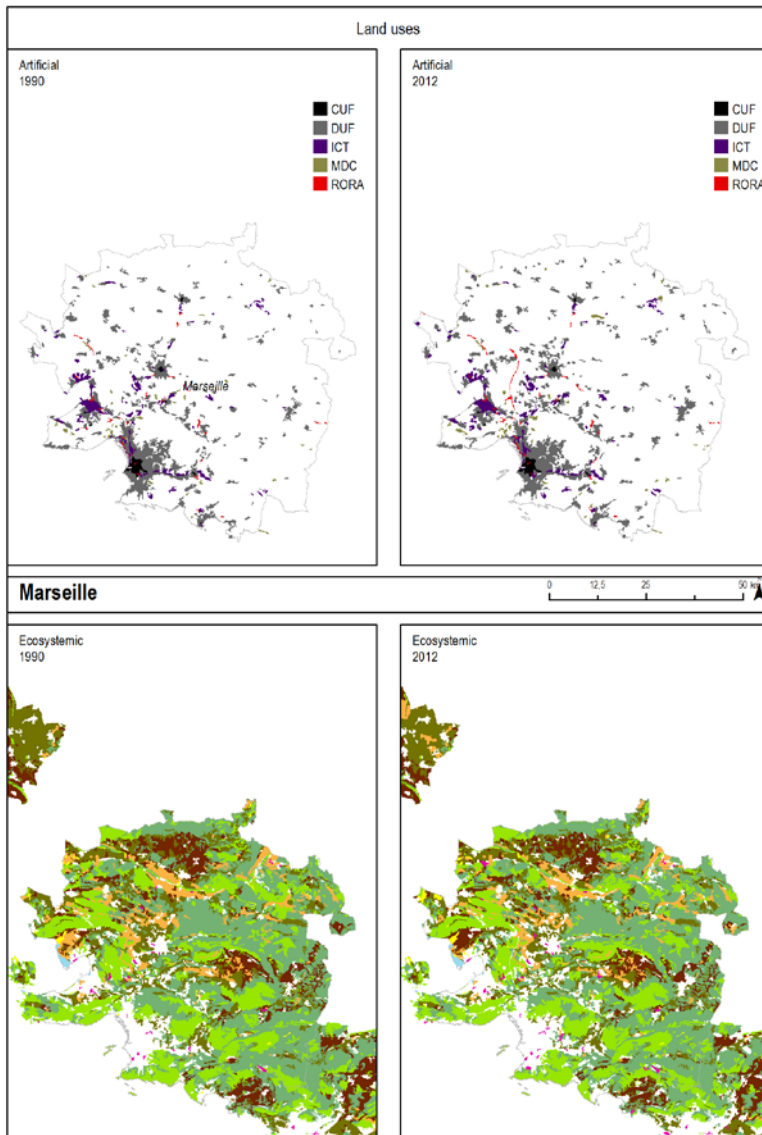 Land uses
Artificial
1990
CUF
DUF
ICT
MDC
RORA
Marseille
Artificial
2012
CUF
DUF
ICT
MDC
RORA
Marseille
0 12,5 25 50 km
Ecosystemic
1990
Ecosystemic
2012